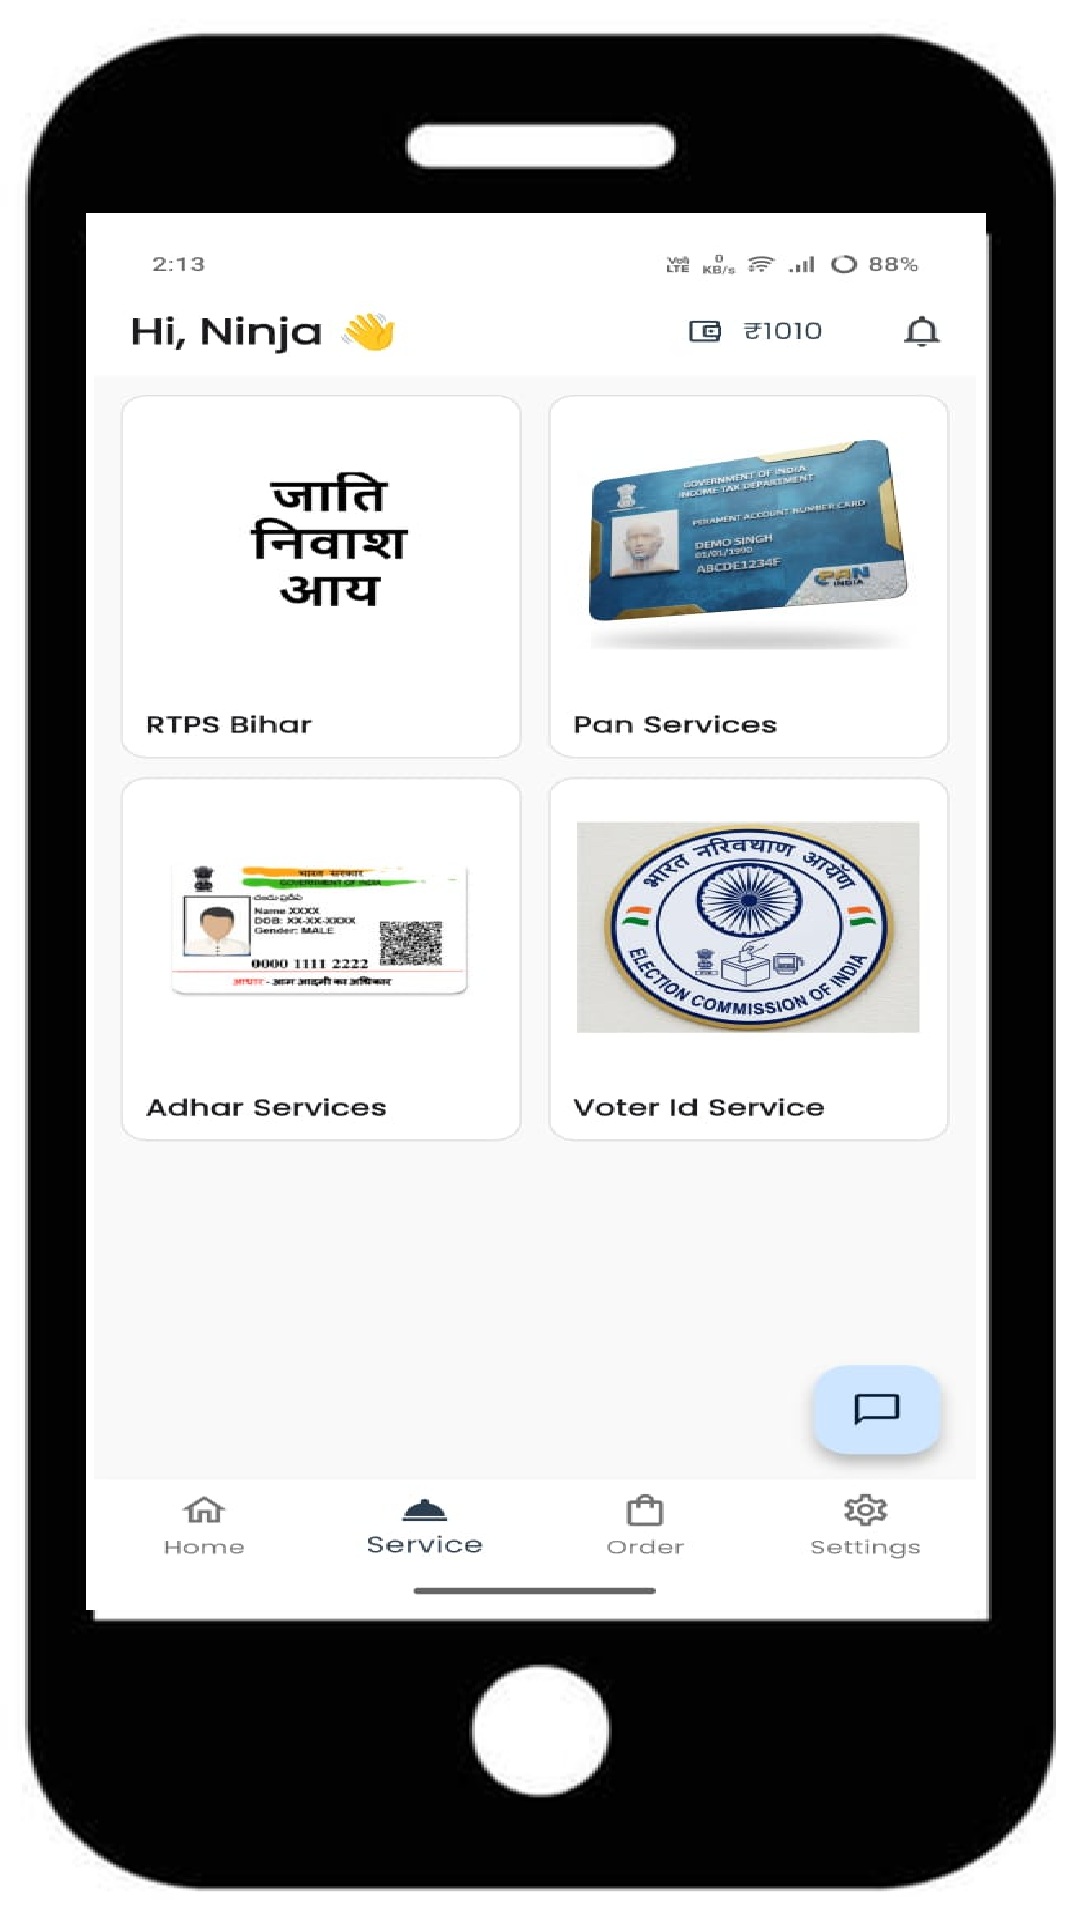 2:13
Vo)) LTE 0 KB/s 88%
Hi, Ninja 👋
₹1010
जाति
निवाश
आय
RTPS Bihar
GOVERNMENT OF INDIA
INCOME TAX DEPARTMENT
PERAMENT ACCOUNT NUMBER CARD
DEMO SINGH
01/01/1990
ABCDE1234F
PAN
INDIA
Pan Services
भारत सरकार
GOVERNMENT OF INDIA
Name XXXX
DOB: XX-XX-XXXX
Gender: MALE
0000 1111 2222
आधार - आम आदमी का अधिकार
Adhar Services
भारत नरिवथाण आयॅण
ELECTION COMMISSION OF INDIA
Voter Id Service
Home
Service
Order
Settings